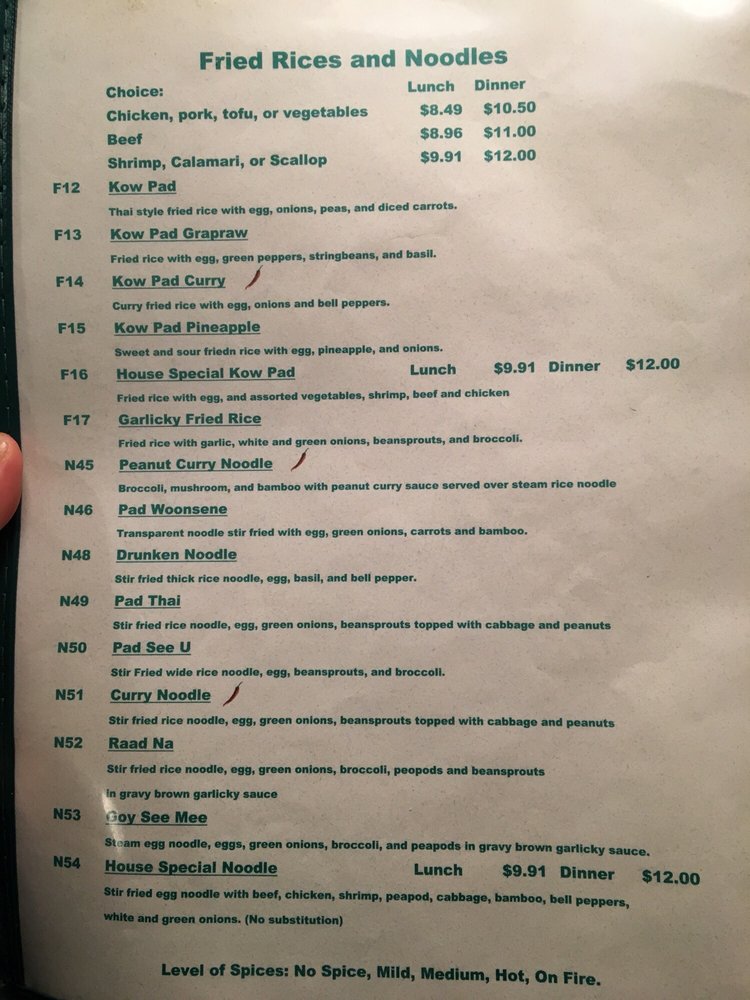 Fried Rices and Noodles
Choice: Lunch Dinner
Chicken, pork, tofu, or vegetables $8.49 $10.50
Beef $8.96 $11.00
Shrimp, Calamari, or Scallop $9.91 $12.00
F12 Kow Pad
Thai style fried rice with egg, onions, peas, and diced carrots.
F13 Kow Pad Grapraw
Fried rice with egg, green peppers, stringbeans, and basil.
F14 Kow Pad Curry
Curry fried rice with egg, onions and bell peppers.
F15 Kow Pad Pineapple
Sweet and sour friedn rice with egg, pineapple, and onions.
F16 House Special Kow Pad Lunch $9.91 Dinner $12.00
Fried rice with egg, and assorted vegetables, shrimp, beef and chicken
F17 Garlicky Fried Rice
Fried rice with garlic, white and green onions, beansprouts, and broccoli.
N45 Peanut Curry Noodle
Broccoli, mushroom, and bamboo with peanut curry sauce served over steam rice noodle
N46 Pad Woonsene
Transparent noodle stir fried with egg, green onions, carrots and bamboo.
N48 Drunken Noodle
Stir fried thick rice noodle, egg, basil, and bell pepper.
N49 Pad Thai
Stir fried rice noodle, egg, green onions, beansprouts topped with cabbage and peanuts
N50 Pad See U
Stir Fried wide rice noodle, egg, beansprouts, and broccoli.
N51 Curry Noodle
Stir fried rice noodle, egg, green onions, beansprouts topped with cabbage and peanuts
N52 Raad Na
Stir fried rice noodle, egg, green onions, broccoli, peopods and beansprouts
in gravy brown garlicky sauce
N53 Goy See Mee
Steam egg noodle, eggs, green onions, broccoli, and peapods in gravy brown garlicky sauce.
N54 House Special Noodle Lunch $9.91 Dinner $12.00
Stir fried egg noodle with beef, chicken, shrimp, peapod, cabbage, bamboo, bell peppers,
white and green onions. (No substitution)
Level of Spices: No Spice, Mild, Medium, Hot, On Fire.